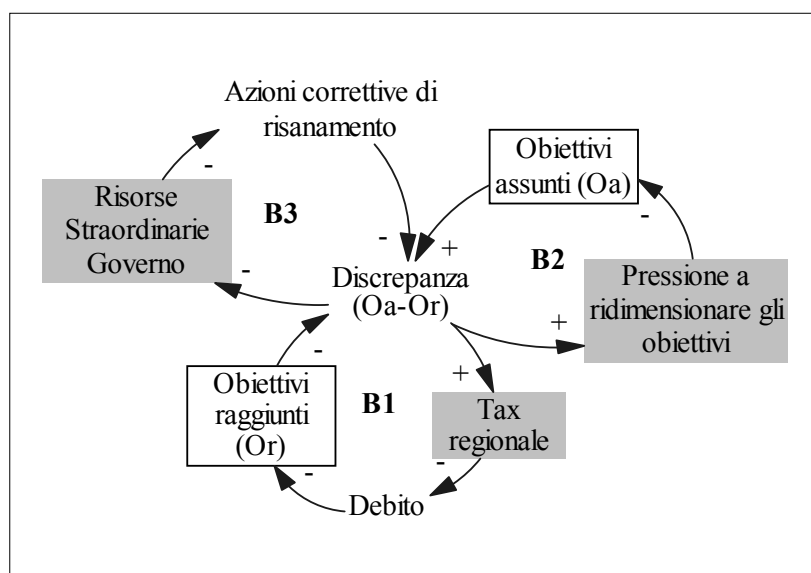 Azioni correttive di
risanamento
Obiettivi
assunti (Oa)
-
-
Risorse
Straordinarie
Governo
B3
-
+
B2
-
Discrepanza
(Oa-Or)
Pressione a
ridimensionare gli
obiettivi
+
-
+
Obiettivi
raggiunti
(Or)
B1
Tax
regionale
-
-
Debito